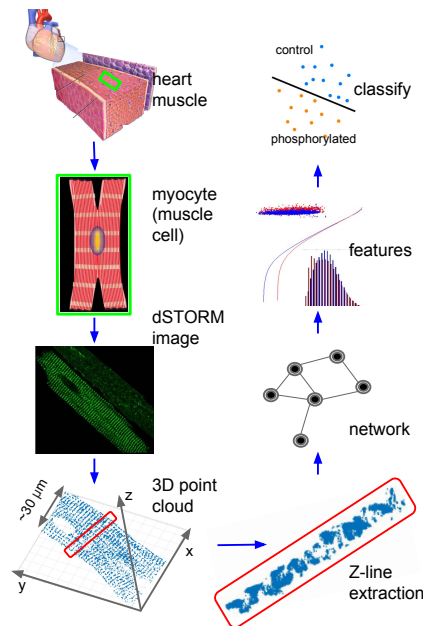 heart
muscle
myocyte
(muscle
cell)
dSTORM
image
3D point
cloud
~30 μm
z
x
y
Z-line
extraction
network
features
classify
control
phosphorylated